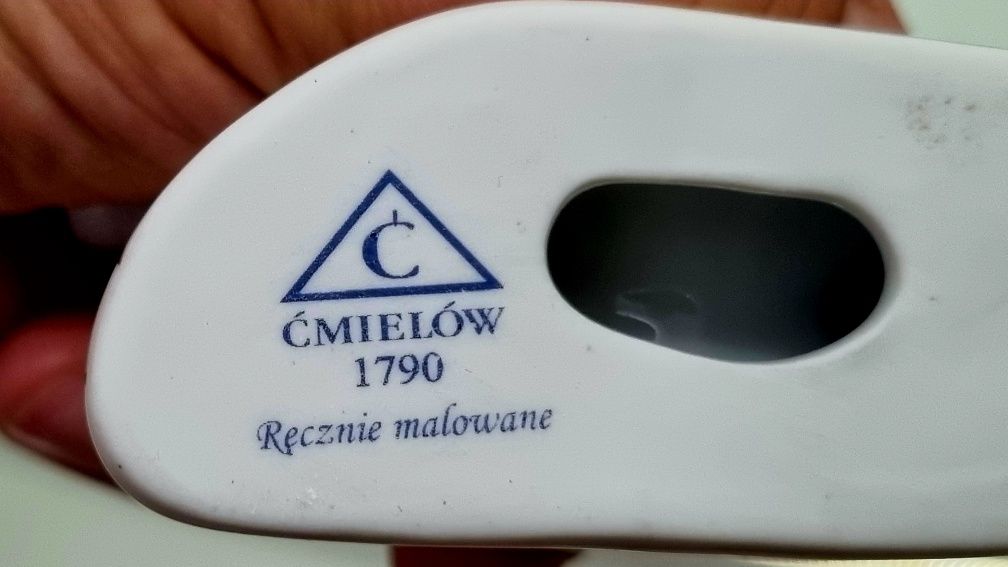 Ć
ĆMIELÓW
1790
Ręcznie malowane